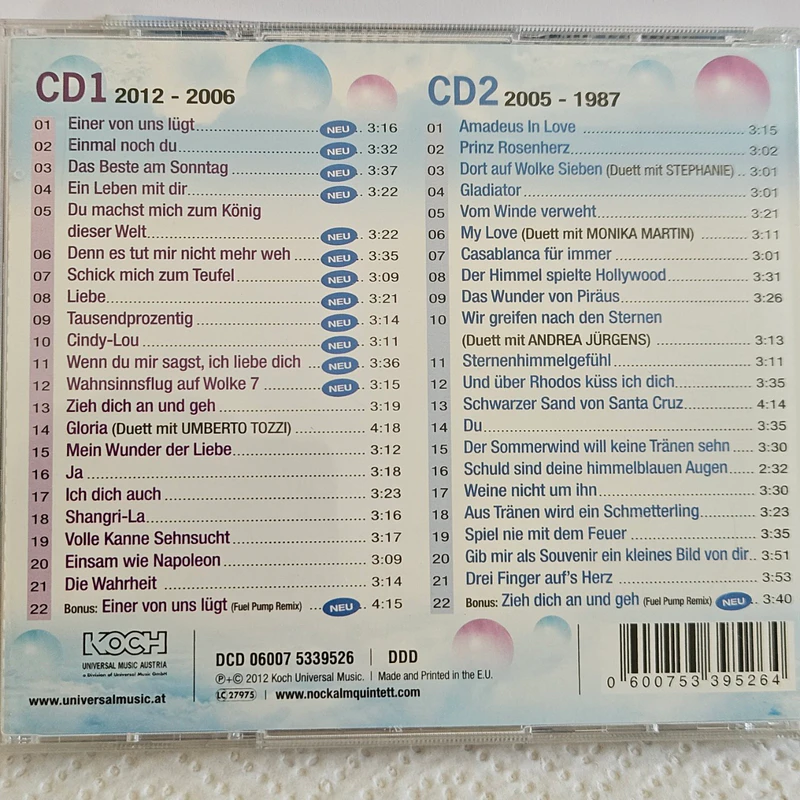 CD1 2012 - 2006
01 Einer von uns lügt NEU 3:16
02 Einmal noch du NEU 3:32
03 Das Beste am Sonntag NEU 3:37
04 Ein Leben mit dir NEU 3:22
05 Du machst mich zum König
dieser Welt NEU 3:22
06 Denn es tut mir nicht mehr weh NEU 3:35
07 Schick mich zum Teufel NEU 3:09
08 Liebe NEU 3:21
09 Tausendprozentig NEU 3:14
10 Cindy-Lou NEU 3:11
11 Wenn du mir sagst, ich liebe dich NEU 3:36
12 Wahnsinnsflug auf Wolke 7 NEU 3:15
13 Zieh dich an und geh 3:19
14 Gloria (Duett mit UMBERTO TOZZI) 4:18
15 Mein Wunder der Liebe 3:12
16 Ja 3:18
17 Ich dich auch 3:23
18 Shangri-La 3:16
19 Volle Kanne Sehnsucht 3:17
20 Einsam wie Napoleon 3:09
21 Die Wahrheit 3:14
22 Bonus: Einer von uns lügt (Fuel Pump Remix) NEU 4:15
CD2 2005 - 1987
01 Amadeus In Love 3:15
02 Prinz Rosenherz 3:02
03 Dort auf Wolke Sieben (Duett mit STEPHANIE) 3:01
04 Gladiator 3:01
05 Vom Winde verweht 3:21
06 My Love (Duett mit MONIKA MARTIN) 3:11
07 Casablanca für immer 3:01
08 Der Himmel spielte Hollywood 3:31
09 Das Wunder von Piräus 3:26
10 Wir greifen nach den Sternen
(Duett mit ANDREA JÜRGENS) 3:13
11 Sternenhimmelgefühl 3:11
12 Und über Rhodos küss ich dich 3:35
13 Schwarzer Sand von Santa Cruz 4:14
14 Du 3:35
15 Der Sommerwind will keine Tränen sehn 3:30
16 Schuld sind deine himmelblauen Augen 2:32
17 Weine nicht um ihn 3:30
18 Aus Tränen wird ein Schmetterling 3:23
19 Spiel nie mit dem Feuer 3:35
20 Gib mir als Souvenir ein kleines Bild von dir 3:51
21 Drei Finger auf's Herz 3:53
22 Bonus: Zieh dich an und geh (Fuel Pump Remix) NEU 3:40
KOCH
UNIVERSAL MUSIC AUSTRIA
a Division of Universal Music GmbH
www.universalmusic.at
DCD 06007 5339526 | DDD
℗+© 2012 Koch Universal Music. | Made and Printed in the E.U.
LC 27975 | www.nockalmquintett.com
0 600753 395264